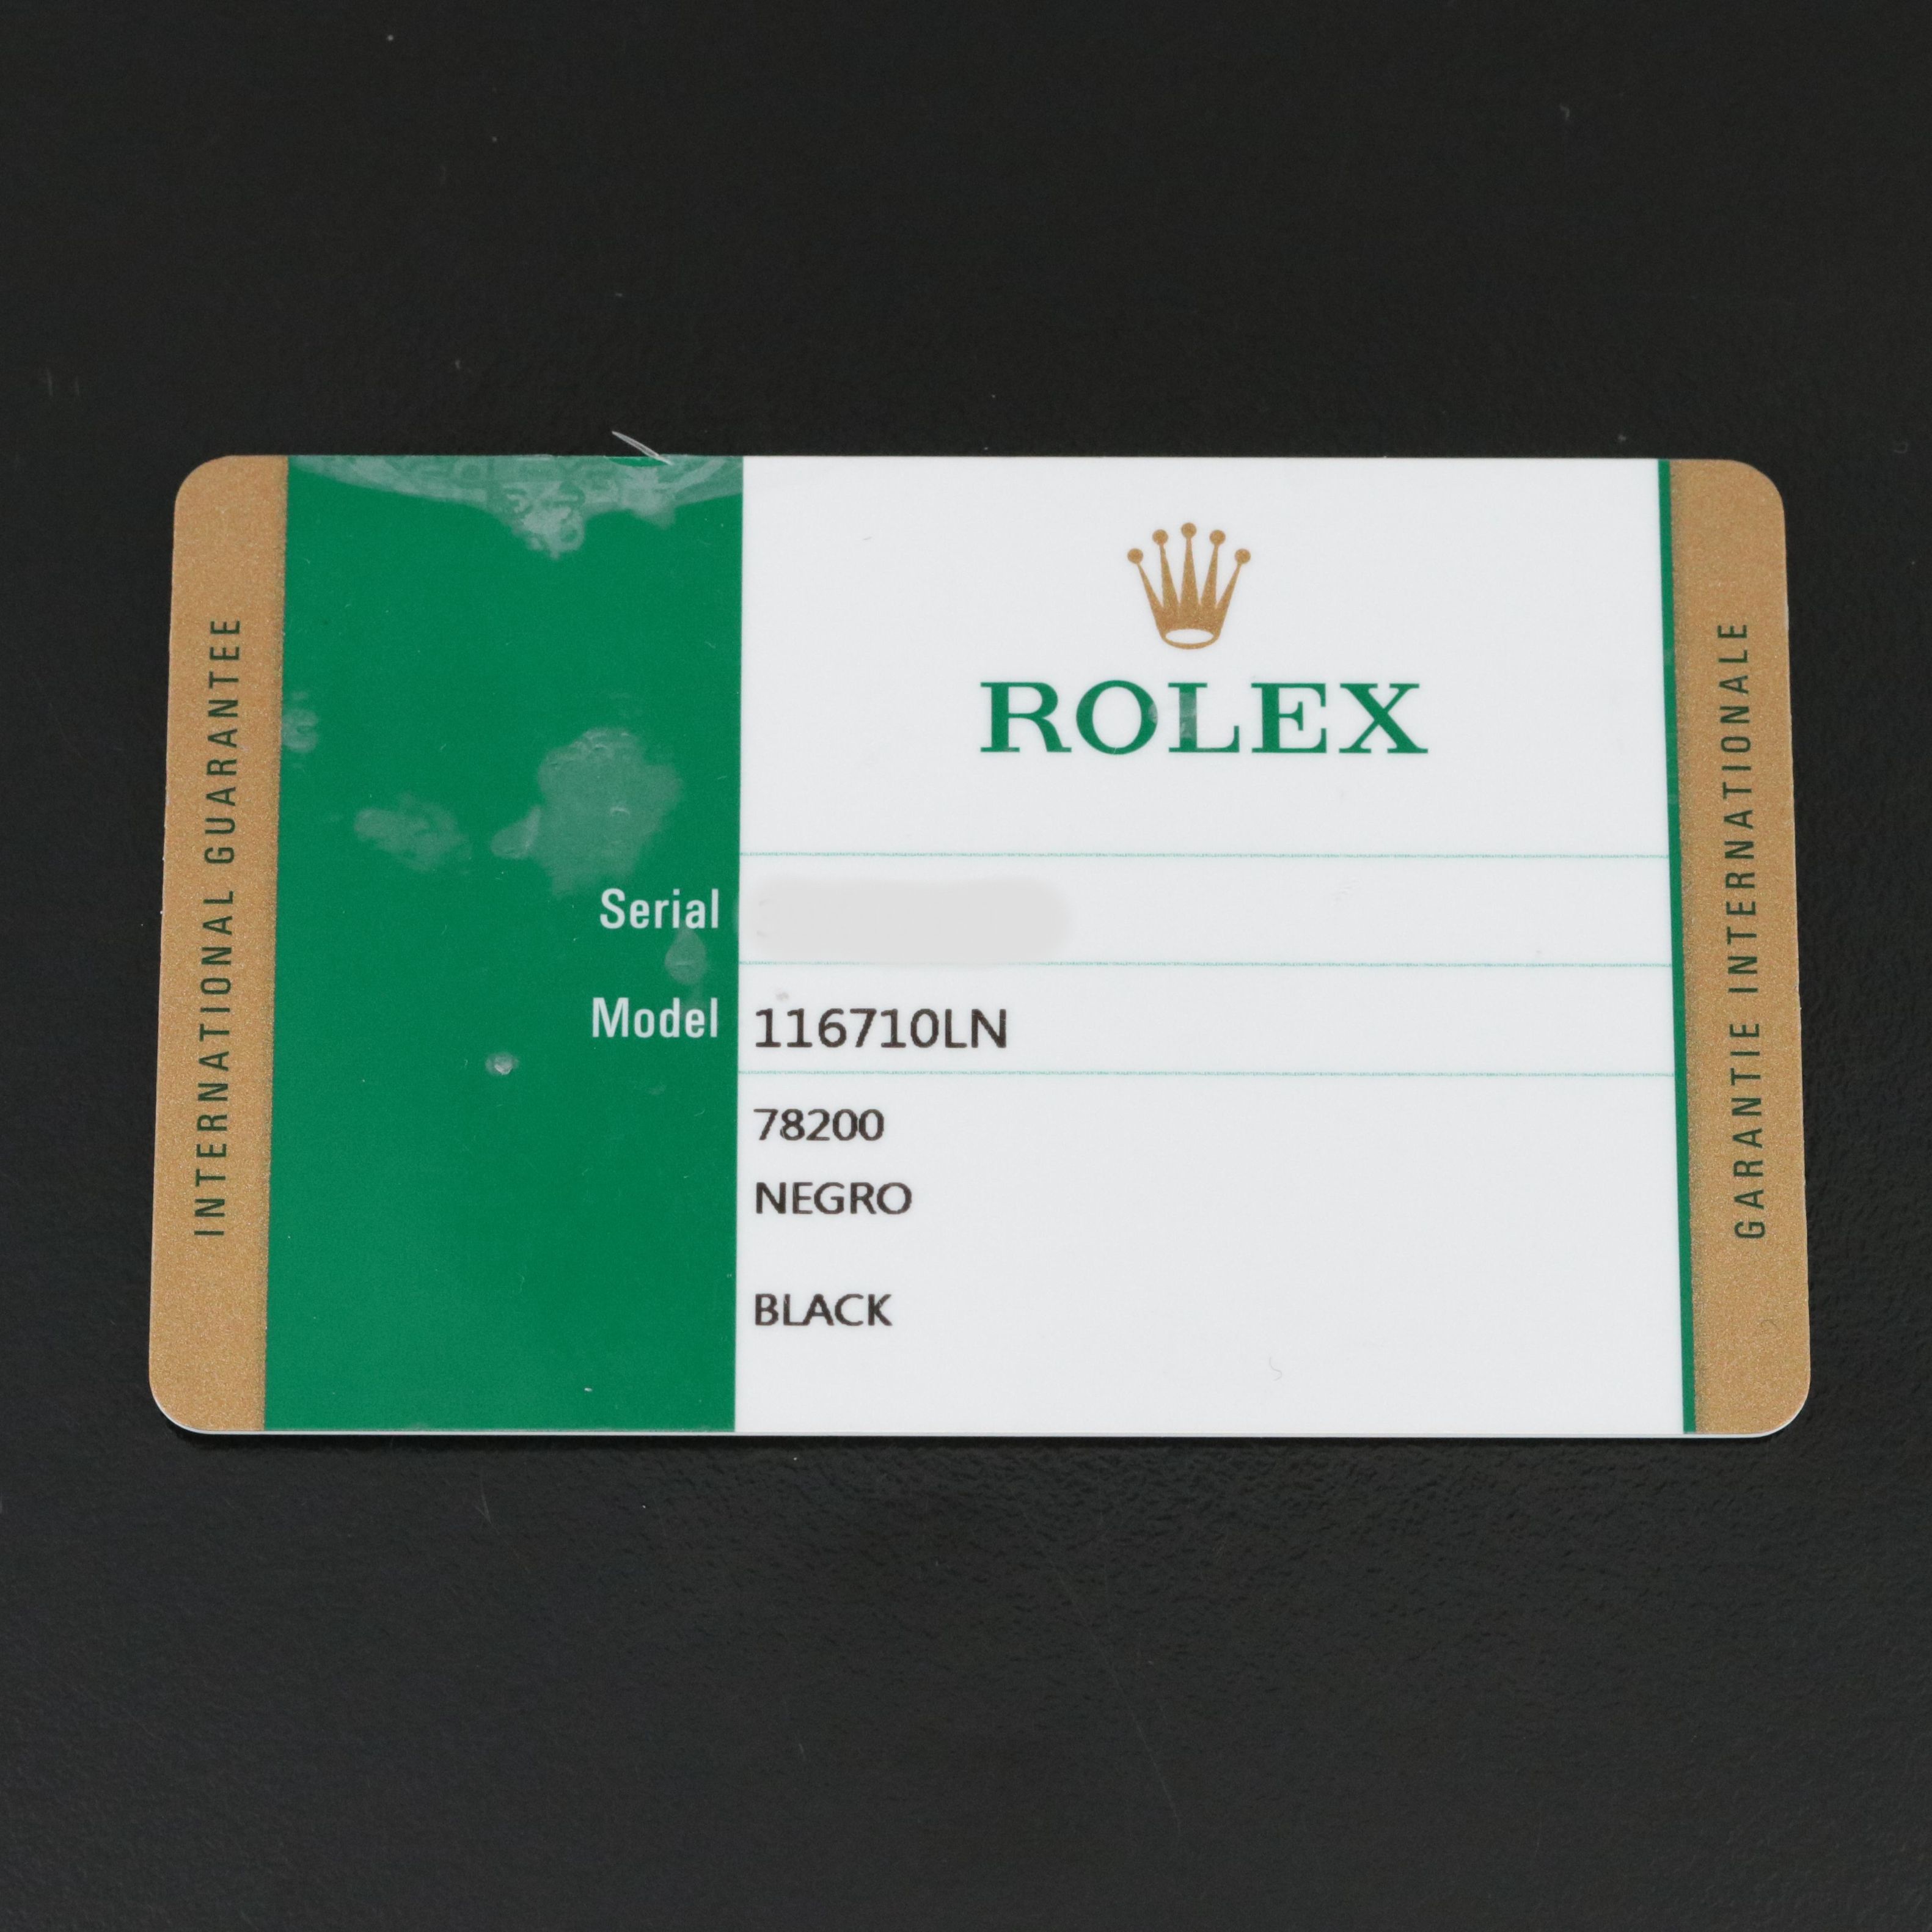 INTERNATIONAL GUARANTEE
ROLEX
Serial
Model 116710LN
78200
NEGRO
BLACK
GARANTIE INTERNATIONALE